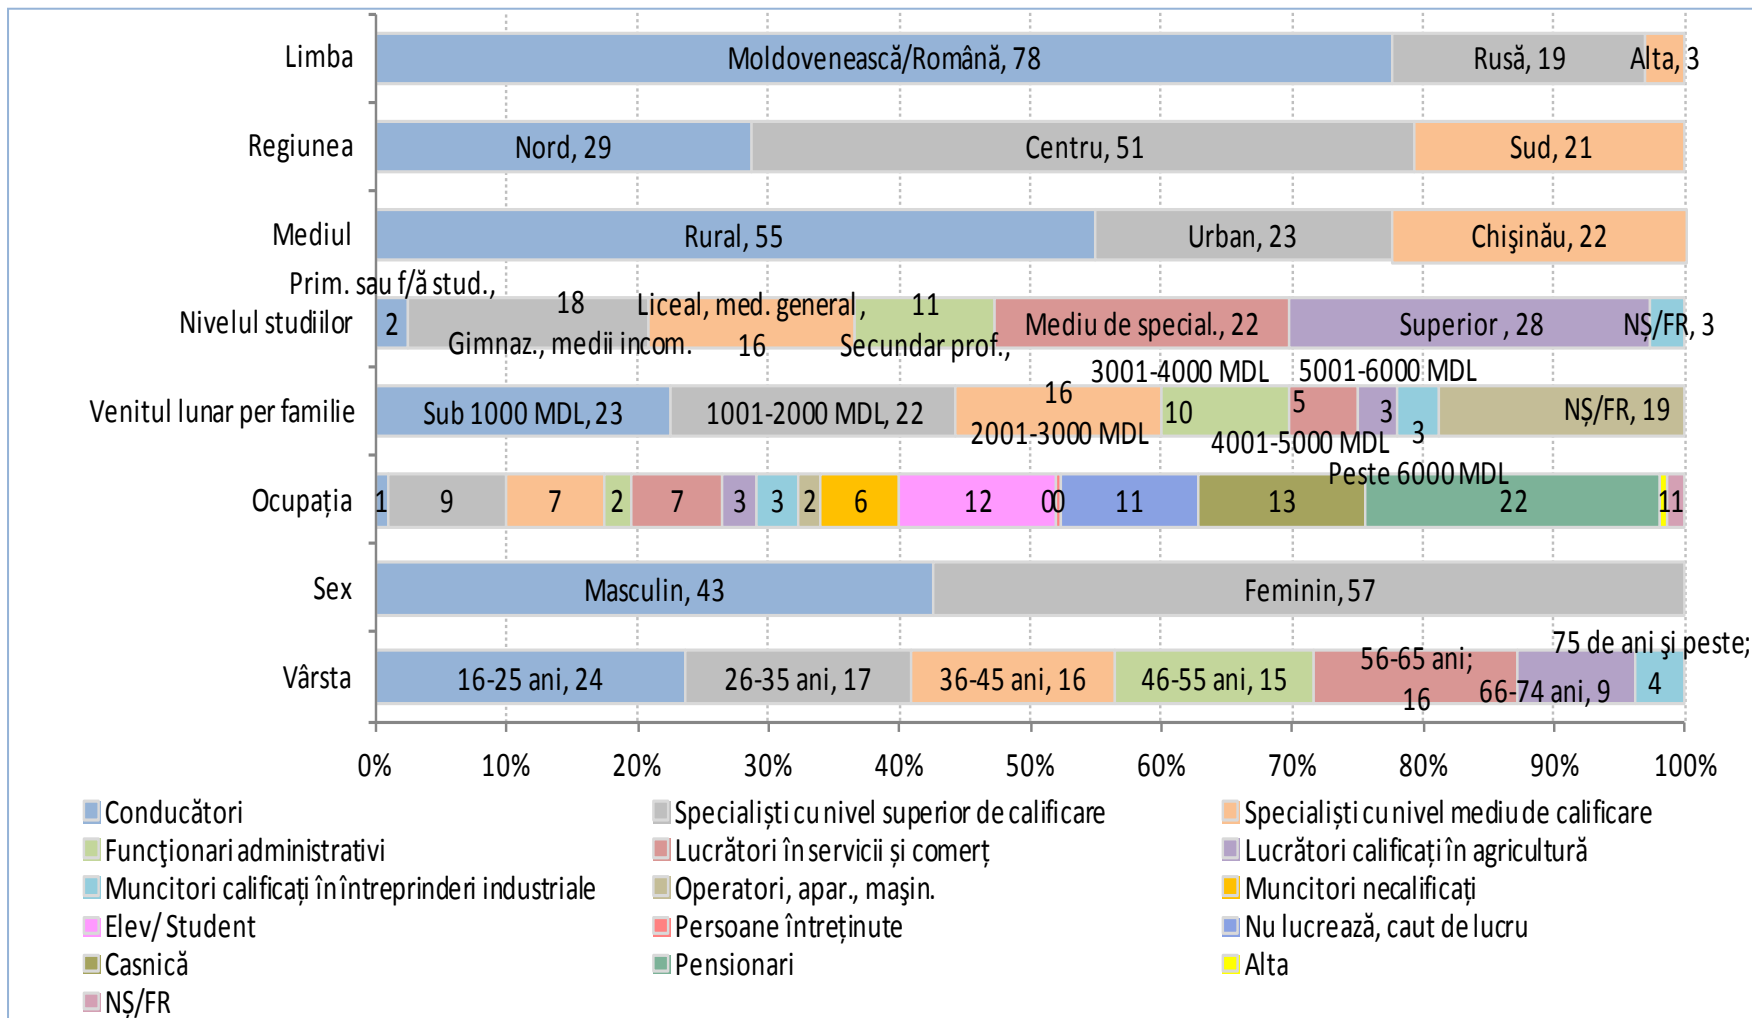 Limba
Moldovenească/Română, 78
Rusă, 19
Alta, 3
Regiunea
Nord, 29
Centru, 51
Sud, 21
Mediul
Rural, 55
Urban, 23
Chişinău, 22
Nivelul studiilor
Prim. sau f/ă stud.,
2
18
Gimnaz., medii incom.
Liceal, med. general,
16
11
Secundar prof.,
Mediu de special., 22
Superior, 28
NȘ/FR, 3
Venitul lunar per familie
Sub 1000 MDL, 23
1001-2000 MDL, 22
16
2001-3000 MDL
3001-4000 MDL
10
5
4001-5000 MDL
5001-6000 MDL
3
3
Peste 6000 MDL
NȘ/FR, 19
Ocupația
1
9
7
2
7
3
3
2
6
12
0
0
11
13
22
1
1
Sex
Masculin, 43
Feminin, 57
Vârsta
16-25 ani, 24
26-35 ani, 17
36-45 ani, 16
46-55 ani, 15
56-65 ani;
16
66-74 ani, 9
75 de ani şi peste;
4
0%
10%
20%
30%
40%
50%
60%
70%
80%
90%
100%
Conducători
Specialiști cu nivel superior de calificare
Specialiști cu nivel mediu de calificare
Funcţionari administrativi
Lucrători în servicii și comerț
Lucrători calificați în agricultură
Muncitori calificați în întreprinderi industriale
Operatori, apar., maşin.
Muncitori necalificați
Elev/ Student
Persoane întreținute
Nu lucrează, caut de lucru
Casnică
Pensionari
Alta
NȘ/FR